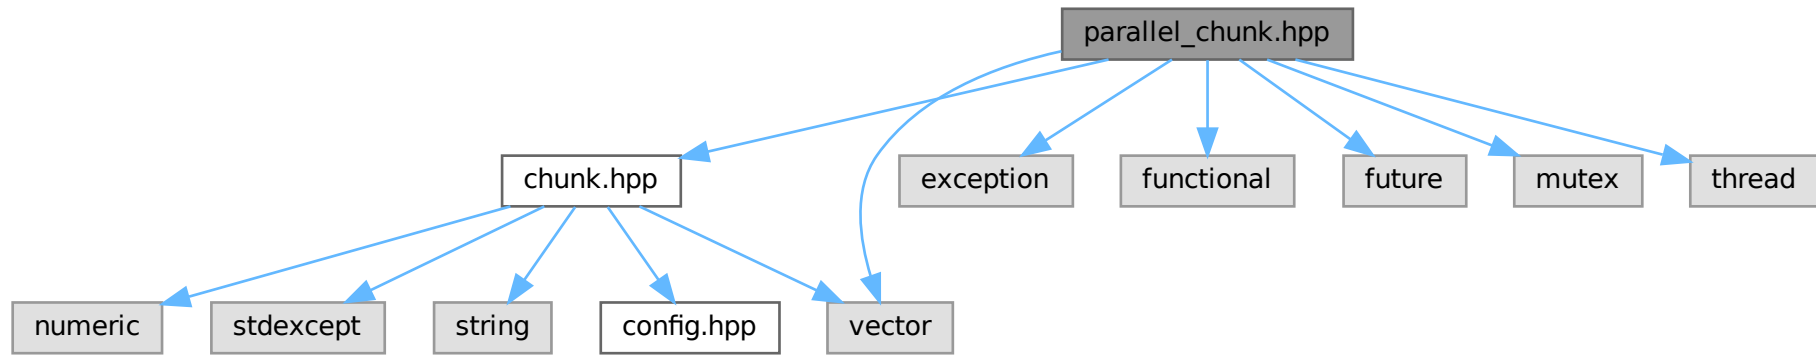 parallel_chunk.hpp
chunk.hpp
exception
functional
future
mutex
thread
numeric
stdexcept
string
config.hpp
vector